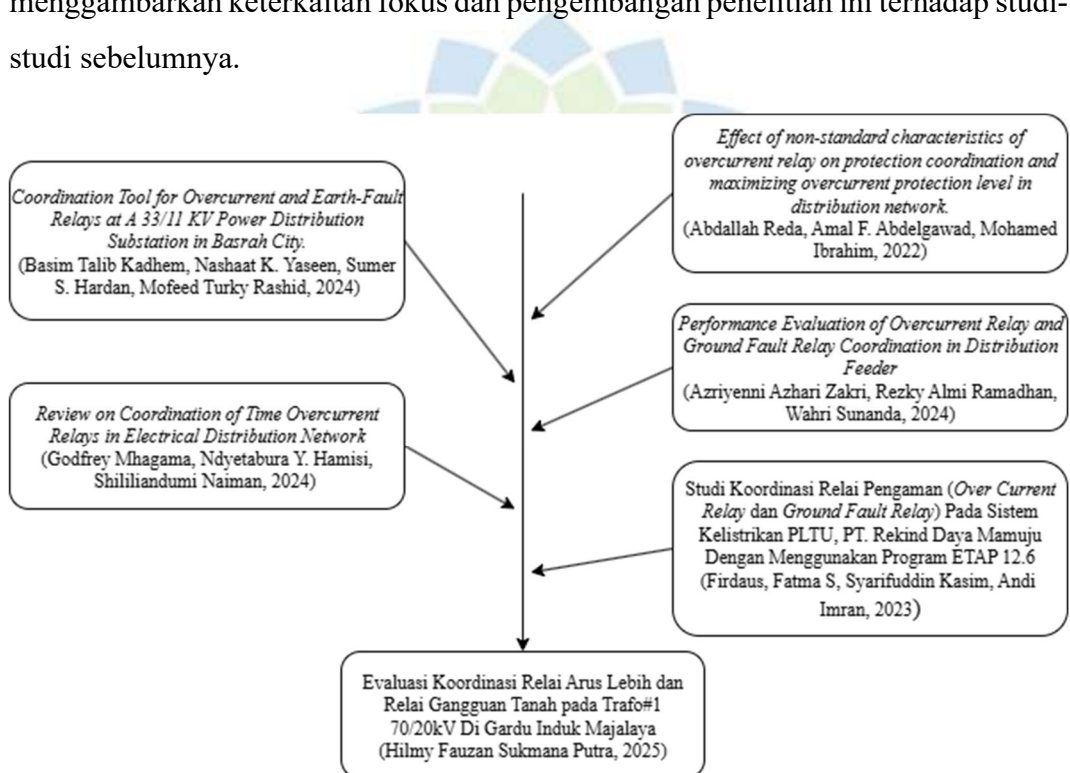 menggambarkan keterkaitan fokus dan pengembangan penelitian ini terhadap studi-
studi sebelumnya.
Effect of non-standard characteristics of
overcurrent relay on protection coordination and
maximizing overcurrent protection level in
distribution network.
(Abdallah Reda, Amal F. Abdelgawad, Mohamed
Ibrahim, 2022)
Coordination Tool for Overcurrent and Earth-Fault
Relays at A 33/11 KV Power Distribution
Substation in Basrah City.
(Basim Talib Kadhem, Nashaat K. Yaseen, Sumer
S. Hardan, Mofeed Turky Rashid, 2024)
Performance Evaluation of Overcurrent Relay and
Ground Fault Relay Coordination in Distribution
Feeder
(Azriyenni Azhari Zakri, Rezky Almi Ramadhan,
Wahri Sunanda, 2024)
Review on Coordination of Time Overcurrent
Relays in Electrical Distribution Network
(Godfrey Mhagama, Ndyetabura Y. Hamisi,
Shililiandumi Naiman, 2024)
Studi Koordinasi Relai Pengaman (Over Current
Relay dan Ground Fault Relay) Pada Sistem
Kelistrikan PLTU, PT. Rekind Daya Mamuju
Dengan Menggunakan Program ETAP 12.6
(Firdaus, Fatma S, Syarifuddin Kasim, Andi
Imran, 2023)
Evaluasi Koordinasi Relai Arus Lebih dan
Relai Gangguan Tanah pada Trafo#1
70/20kV Di Gardu Induk Majalaya
(Hilmy Fauzan Sukmana Putra, 2025)